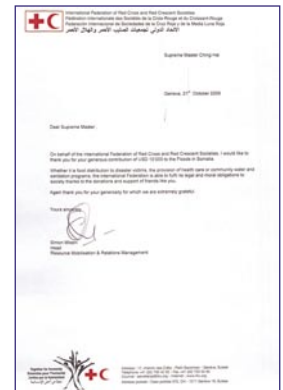 International Federation of Red Cross and Red Crescent Societies
Fédération internationale des Sociétés de la Croix-Rouge et du Croissant-Rouge
Federación Internacional de Sociedades de la Cruz Roja y de la Media Luna Roja
الاتحاد الدولي لجمعيات الصليب الأحمر والهلال الأحمر
Supreme Master Ching Hai
Geneva, 21st October 2009
Dear Supreme Master
On behalf of the International Federation of Red Cross and Red Crescent Societies, I would like to
thank you for your generous contribution of USD 10'000 to the Floods in Somalia.
Whether it is food distribution to disaster victims, the provision of health care or community water and
sanitation programs, the International Federation is able to fulfil its legal and moral obligations to
society thanks to the donations and support of friends like you.
Again thank you for your generosity for which we are extremely grateful.
Yours sincerely,
Simon
Head
Resource Mobilisation & Relations Management
Together for humanity